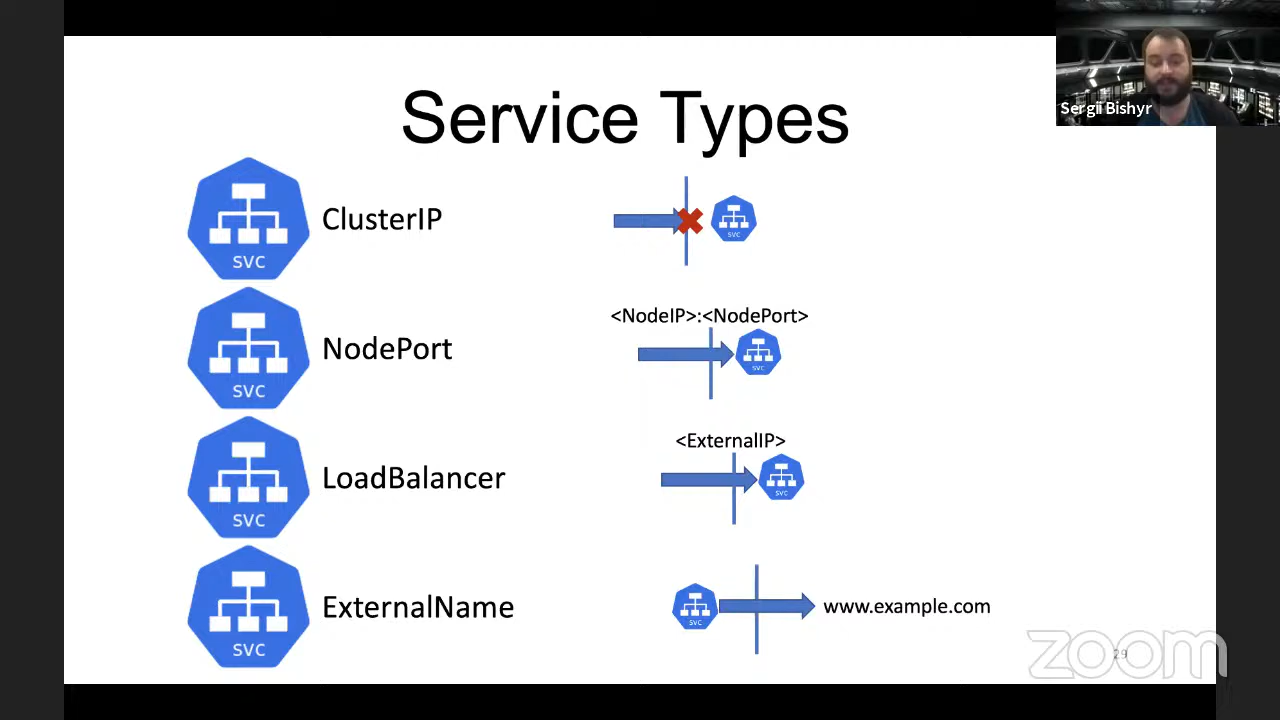 Sergii Bishyr
Service Types
svc
ClusterIP
svc
svc
NodePort
<NodeIP>:<NodePort>
svc
svc
LoadBalancer
<ExternalIP>
svc
svc
ExternalName
svc
www.example.com
29
zoom